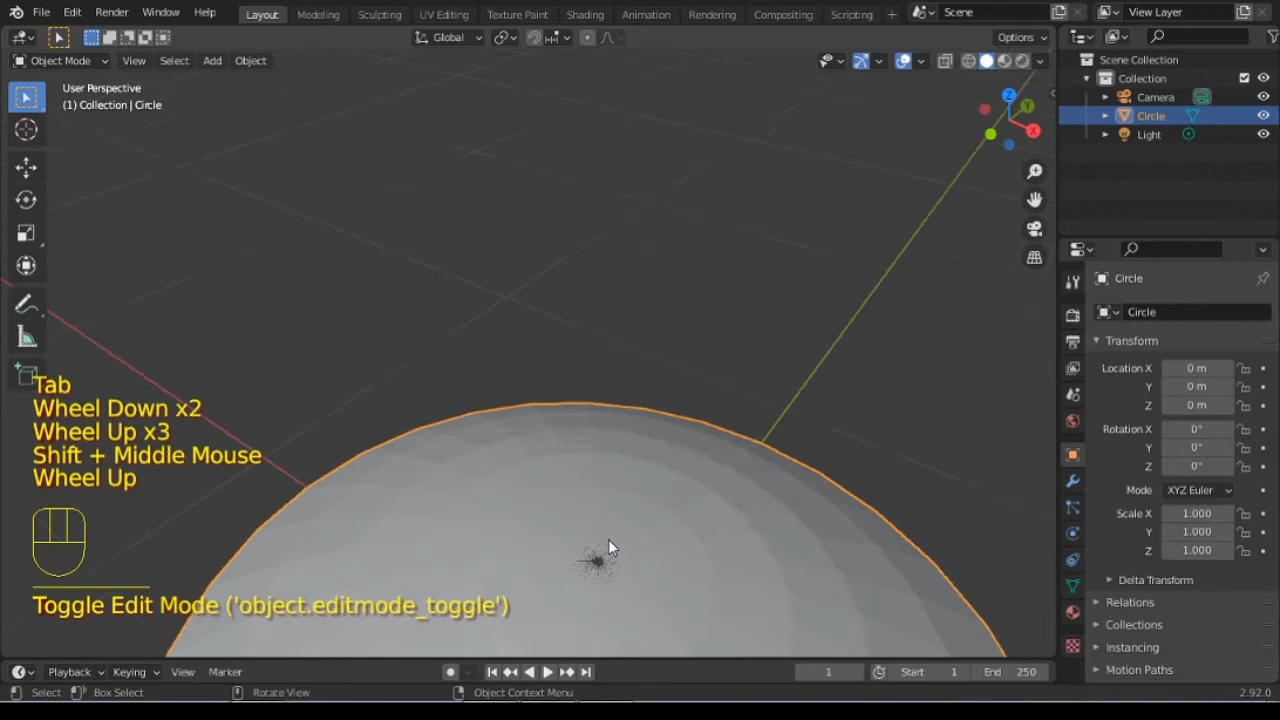 File Edit Render Window Help Layout Modeling Sculpting UV Editing Texture Paint Shading Animation Rendering Compositing Scripting + Scene View Layer
Global Options
Object Mode View Select Add Object
User Perspective
(1) Collection | Circle
Z
Y
X
Scene Collection
Collection
Camera
Circle
Light
Circle
Circle
Transform
Location X 0 m
Y 0 m
Z 0 m
Rotation X 0°
Y 0°
Z 0°
Mode XYZ Euler
Scale X 1.000
Y 1.000
Z 1.000
Delta Transform
Relations
Collections
Instancing
Motion Paths
Tab
Wheel Down x2
Wheel Up x3
Shift + Middle Mouse
Wheel Up
Toggle Edit Mode ('object.editmode_toggle')
Playback Keying View Marker 1 Start 1 End 250
Select Box Select Rotate View Object Context Menu 2.92.0